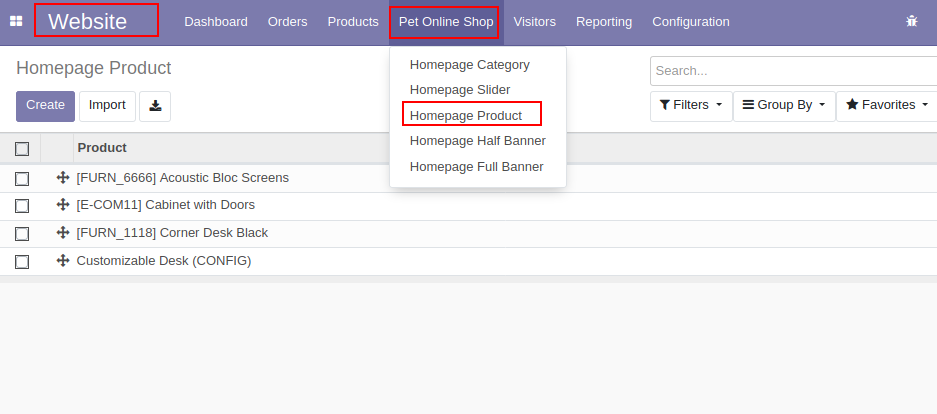 Website Dashboard Orders Products Pet Online Shop Visitors Reporting Configuration
Homepage Product
Search...
Create Import
Filters Group By Favorites
Homepage Category
Homepage Slider
Homepage Product
Homepage Half Banner
Homepage Full Banner
Product
[FURN_6666] Acoustic Bloc Screens
[E-COM11] Cabinet with Doors
[FURN_1118] Corner Desk Black
Customizable Desk (CONFIG)